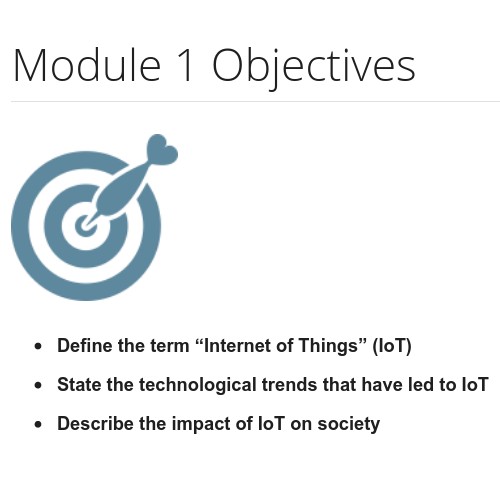 Module 1 Objectives
• Define the term “Internet of Things” (IoT)
• State the technological trends that have led to IoT
• Describe the impact of IoT on society